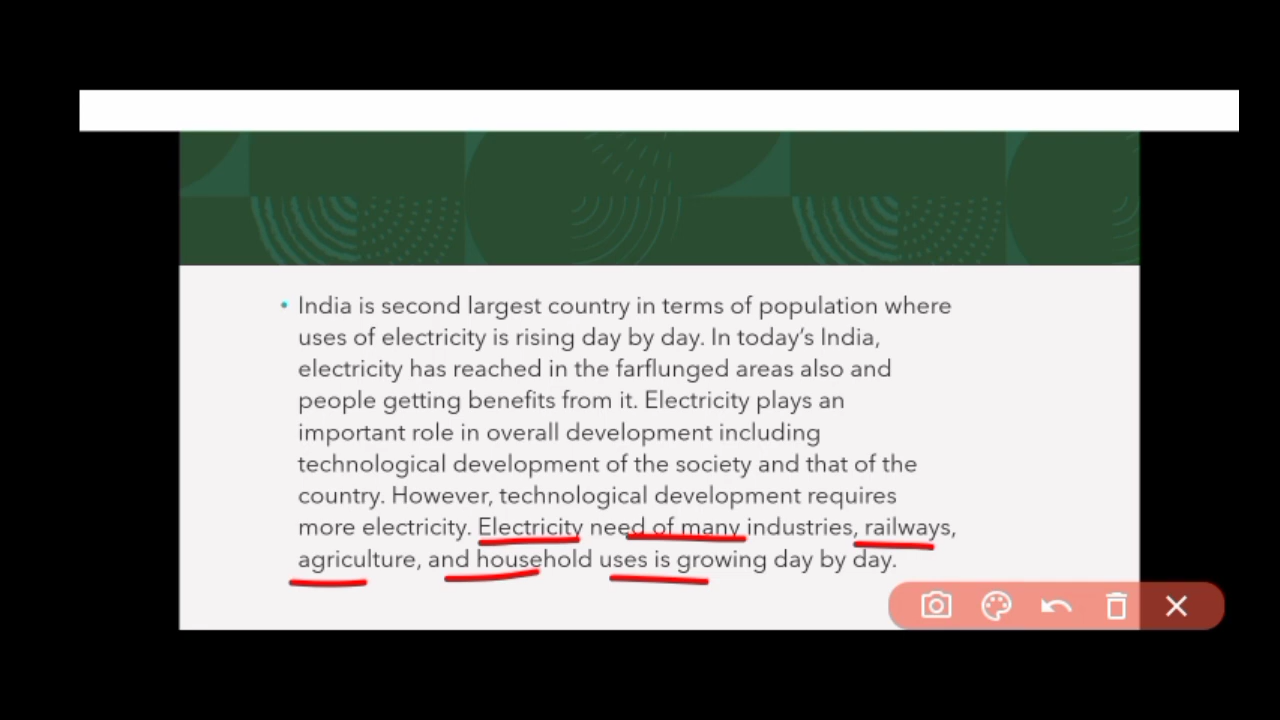 • India is second largest country in terms of population where
uses of electricity is rising day by day. In today’s India,
electricity has reached in the farflunged areas also and
people getting benefits from it. Electricity plays an
important role in overall development including
technological development of the society and that of the
country. However, technological development requires
more electricity. Electricity need of many industries, railways,
agriculture, and household uses is growing day by day.